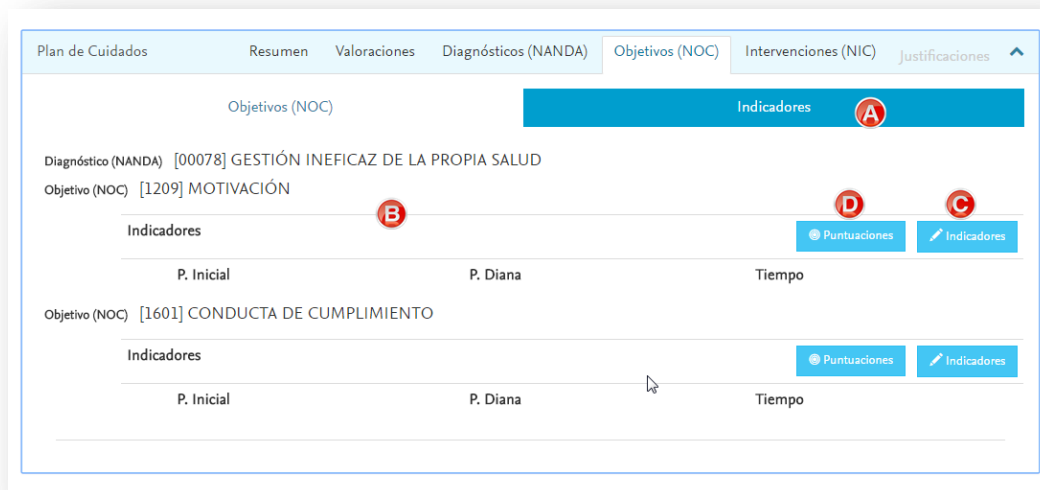 Plan de Cuidados Resumen Valoraciones Diagnósticos (NANDA) Objetivos (NOC) Intervenciones (NIC) Justificaciones
Objetivos (NOC) Indicadores A
Diagnóstico (NANDA) [00078] GESTIÓN INEFICAZ DE LA PROPIA SALUD
Objetivo (NOC) [1209] MOTIVACIÓN
B D C
Indicadores Puntuaciones Indicadores
P. Inicial P. Diana Tiempo
Objetivo (NOC) [1601] CONDUCTA DE CUMPLIMIENTO
Indicadores Puntuaciones Indicadores
P. Inicial P. Diana Tiempo